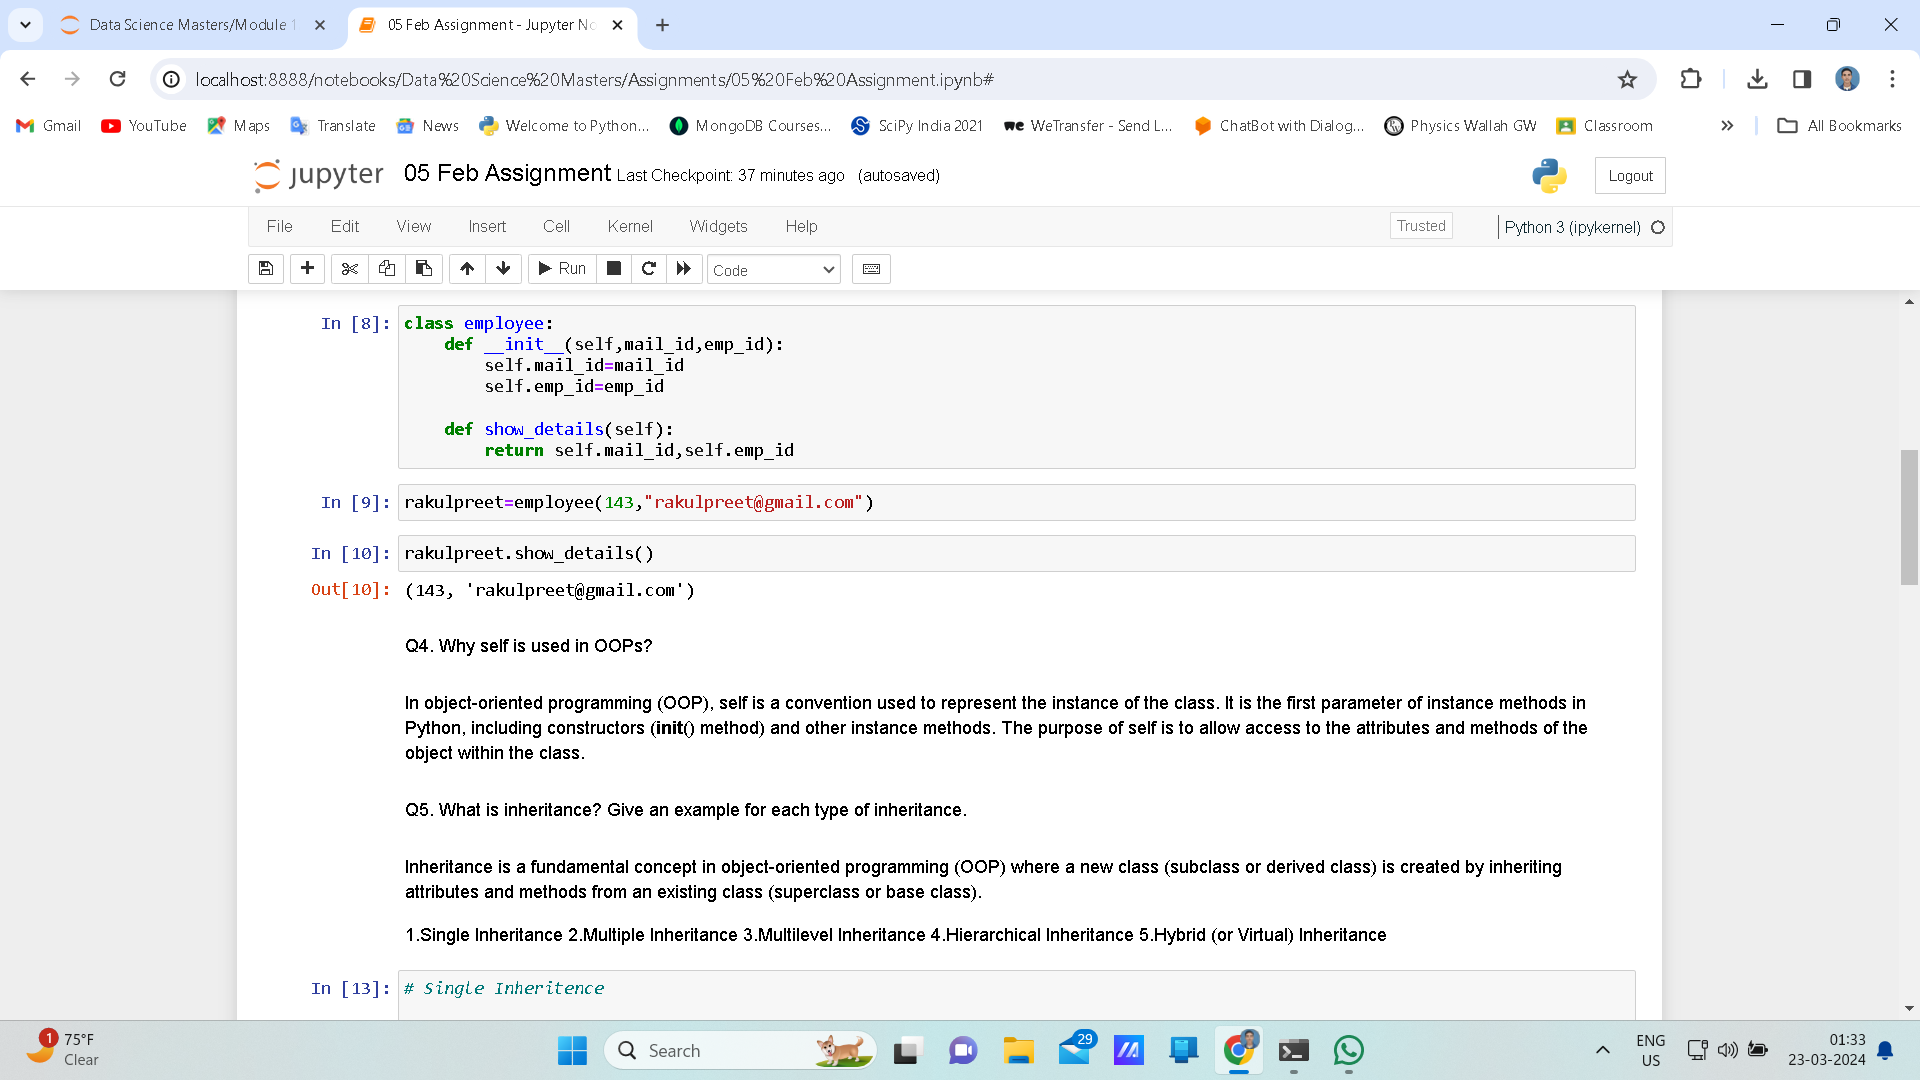 Data Science Masters/Module 1
05 Feb Assignment - Jupyter No
localhost:8888/notebooks/Data%20Science%20Masters/Assignments/05%20Feb%20Assignment.ipynb#
Gmail YouTube Maps Translate News Welcome to Python... MongoDB Courses... SciPy India 2021 WeTransfer - Send L... ChatBot with Dialog... Physics Wallah GW Classroom » All Bookmarks
jupyter 05 Feb Assignment Last Checkpoint: 37 minutes ago (autosaved) Logout
File Edit View Insert Cell Kernel Widgets Help Trusted Python 3 (ipykernel)
Run Code
In [8]: class employee:
    def __init__(self,mail_id,emp_id):
        self.mail_id=mail_id
        self.emp_id=emp_id
    def show_details(self):
        return self.mail_id,self.emp_id
In [9]: rakulpreet=employee(143,"rakulpreet@gmail.com")
In [10]: rakulpreet.show_details()
Out[10]: (143, 'rakulpreet@gmail.com')
Q4. Why self is used in OOPs?
In object-oriented programming (OOP), self is a convention used to represent the instance of the class. It is the first parameter of instance methods in
Python, including constructors (init() method) and other instance methods. The purpose of self is to allow access to the attributes and methods of the
object within the class.
Q5. What is inheritance? Give an example for each type of inheritance.
Inheritance is a fundamental concept in object-oriented programming (OOP) where a new class (subclass or derived class) is created by inheriting
attributes and methods from an existing class (superclass or base class).
1.Single Inheritance 2.Multiple Inheritance 3.Multilevel Inheritance 4.Hierarchical Inheritance 5.Hybrid (or Virtual) Inheritance
In [13]: # Single Inheritence
1 75°F
Clear
Search
29
ENG
US
01:33
23-03-2024